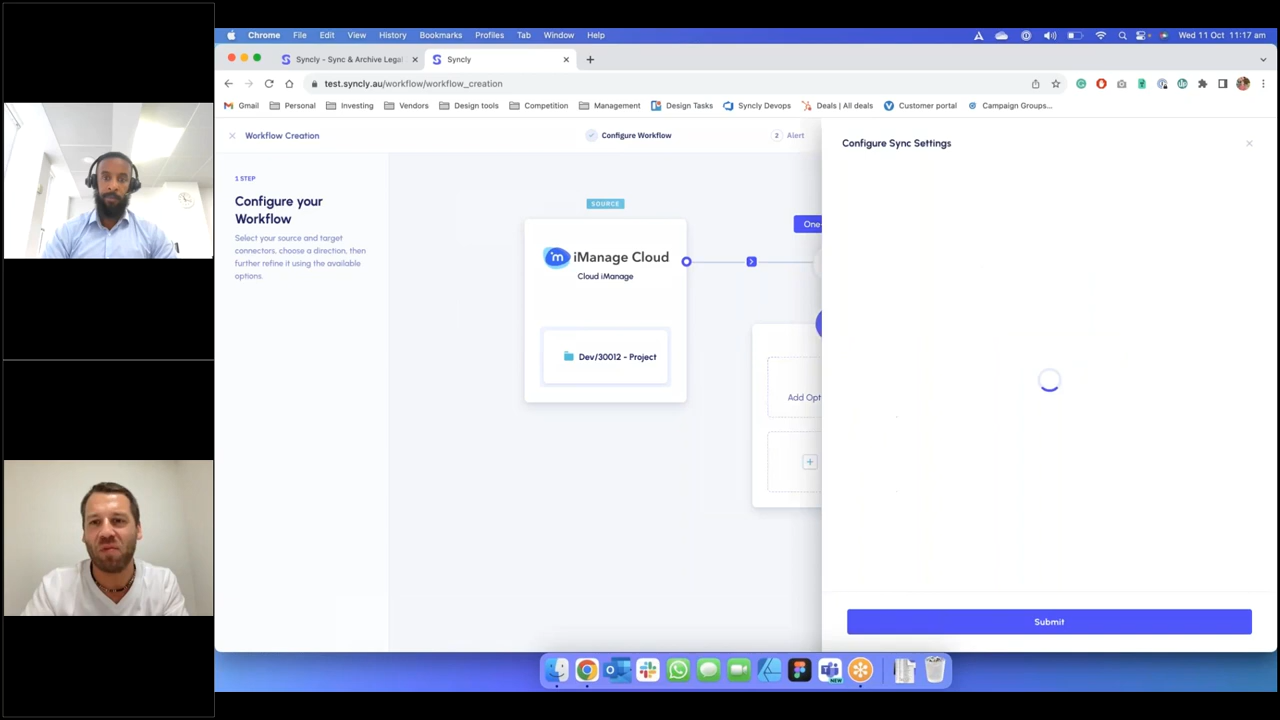 Chrome File Edit View History Bookmarks Profiles Tab Window Help
Wed 11 Oct 11:17 am
Syncly - Sync & Archive Legal
Syncly
test.syncly.au/workflow/workflow_creation
Gmail Personal Investing Vendors Design tools Competition Management Design Tasks Syncly Devops Deals | All deals Customer portal Campaign Groups...
Workflow Creation
Configure Workflow
2 Alert
Configure Sync Settings
1 STEP
Configure your
Workflow
Select your source and target
connectors, choose a direction, then
further refine it using the available
options.
SOURCE
One-
iManage Cloud
Cloud iManage
Dev/30012 - Project
Add Opt
Submit
NEW